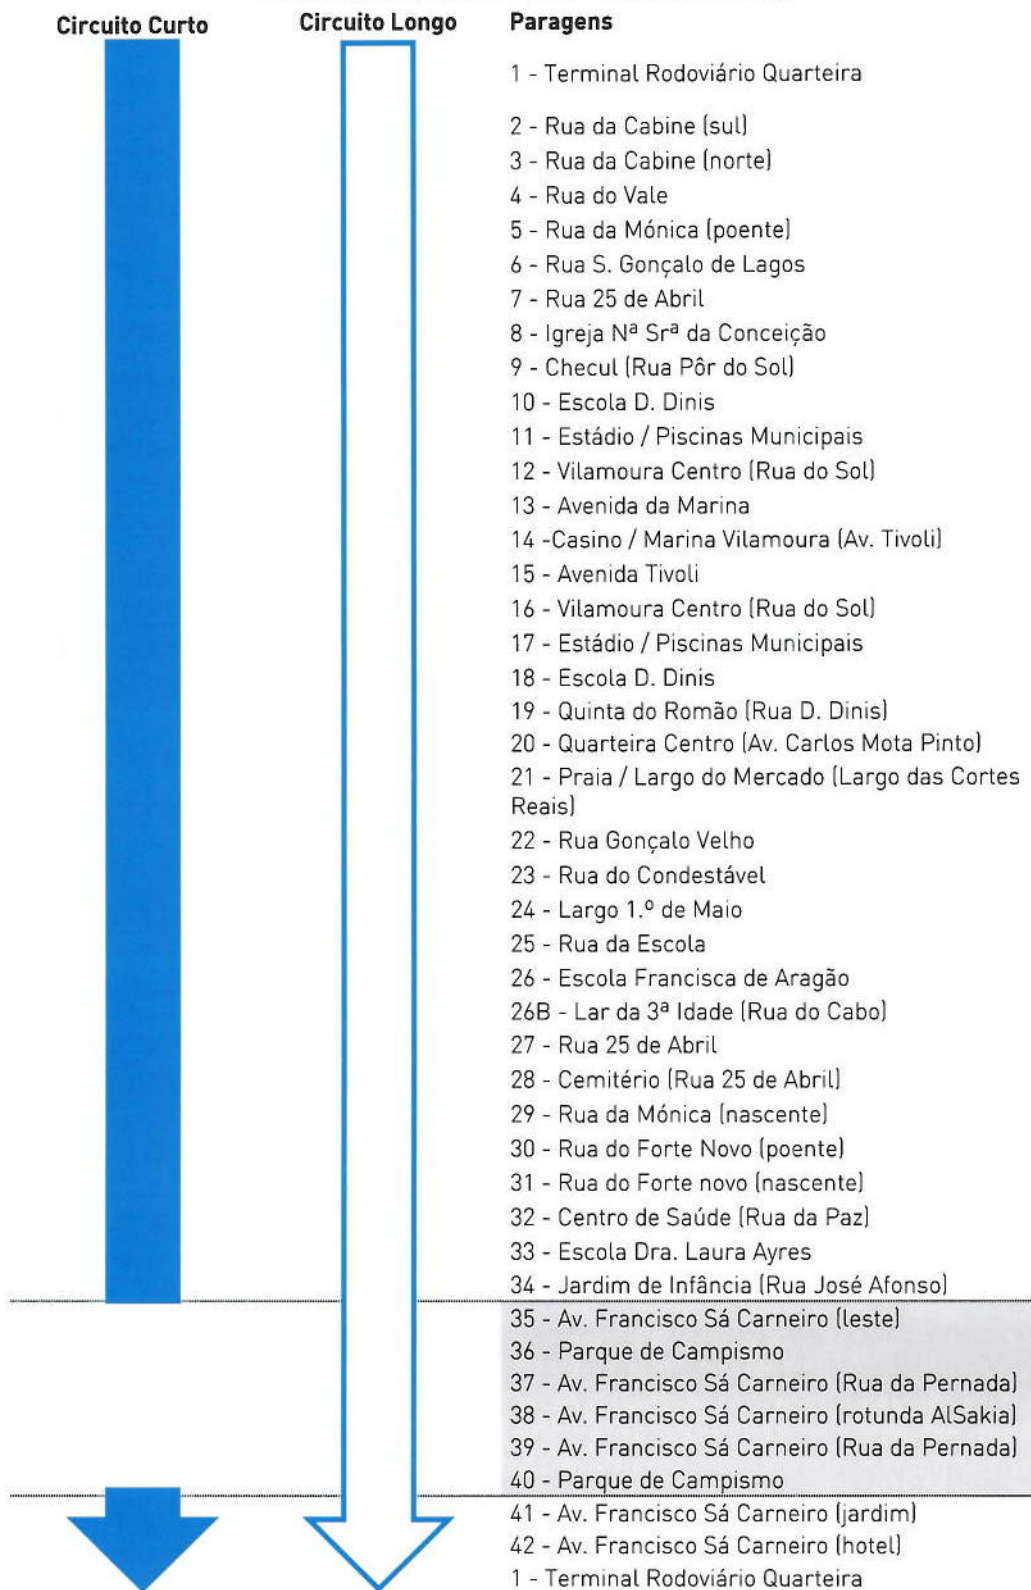 Circuito Curto
Circuito Longo
Paragens
1 - Terminal Rodoviário Quarteira
2 - Rua da Cabine (sul)
3 - Rua da Cabine (norte)
4 - Rua do Vale
5 - Rua da Mónica (poente)
6 - Rua S. Gonçalo de Lagos
7 - Rua 25 de Abril
8 - Igreja Nª Srª da Conceição
9 - Checul (Rua Pôr do Sol)
10 - Escola D. Dinis
11 - Estádio / Piscinas Municipais
12 - Vilamoura Centro (Rua do Sol)
13 - Avenida da Marina
14 -Casino / Marina Vilamoura (Av. Tivoli)
15 - Avenida Tivoli
16 - Vilamoura Centro (Rua do Sol)
17 - Estádio / Piscinas Municipais
18 - Escola D. Dinis
19 - Quinta do Romão (Rua D. Dinis)
20 - Quarteira Centro (Av. Carlos Mota Pinto)
21 - Praia / Largo do Mercado (Largo das Cortes
Reais)
22 - Rua Gonçalo Velho
23 - Rua do Condestável
24 - Largo 1.º de Maio
25 - Rua da Escola
26 - Escola Francisca de Aragão
26B - Lar da 3ª Idade (Rua do Cabo)
27 - Rua 25 de Abril
28 - Cemitério (Rua 25 de Abril)
29 - Rua da Mónica (nascente)
30 - Rua do Forte Novo (poente)
31 - Rua do Forte novo (nascente)
32 - Centro de Saúde (Rua da Paz)
33 - Escola Dra. Laura Ayres
34 - Jardim de Infância (Rua José Afonso)
35 - Av. Francisco Sá Carneiro (leste)
36 - Parque de Campismo
37 - Av. Francisco Sá Carneiro (Rua da Pernada)
38 - Av. Francisco Sá Carneiro (rotunda AlSakia)
39 - Av. Francisco Sá Carneiro (Rua da Pernada)
40 - Parque de Campismo
41 - Av. Francisco Sá Carneiro (jardim)
42 - Av. Francisco Sá Carneiro (hotel)
1 - Terminal Rodoviário Quarteira